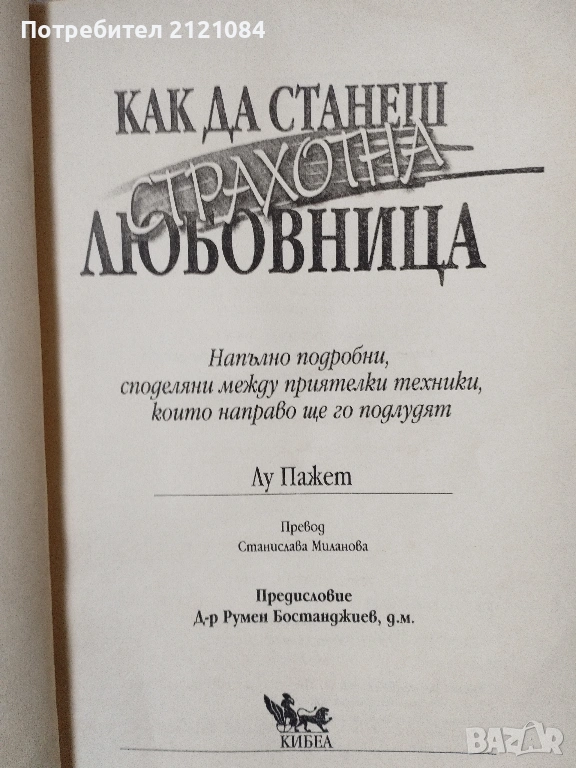 Потребител 2121084
КАК ДА СТАНЕШ
СТРАХОТНА
ЛЮБОВНИЦА
Напълно подробни,
споделяни между приятелки техники,
които направо ще го подлудят
Лу Пажет
Превод
Станислава Миланова
Предисловие
Д-р Румен Бостанджиев, д.м.
КИБЕА
BAZAR